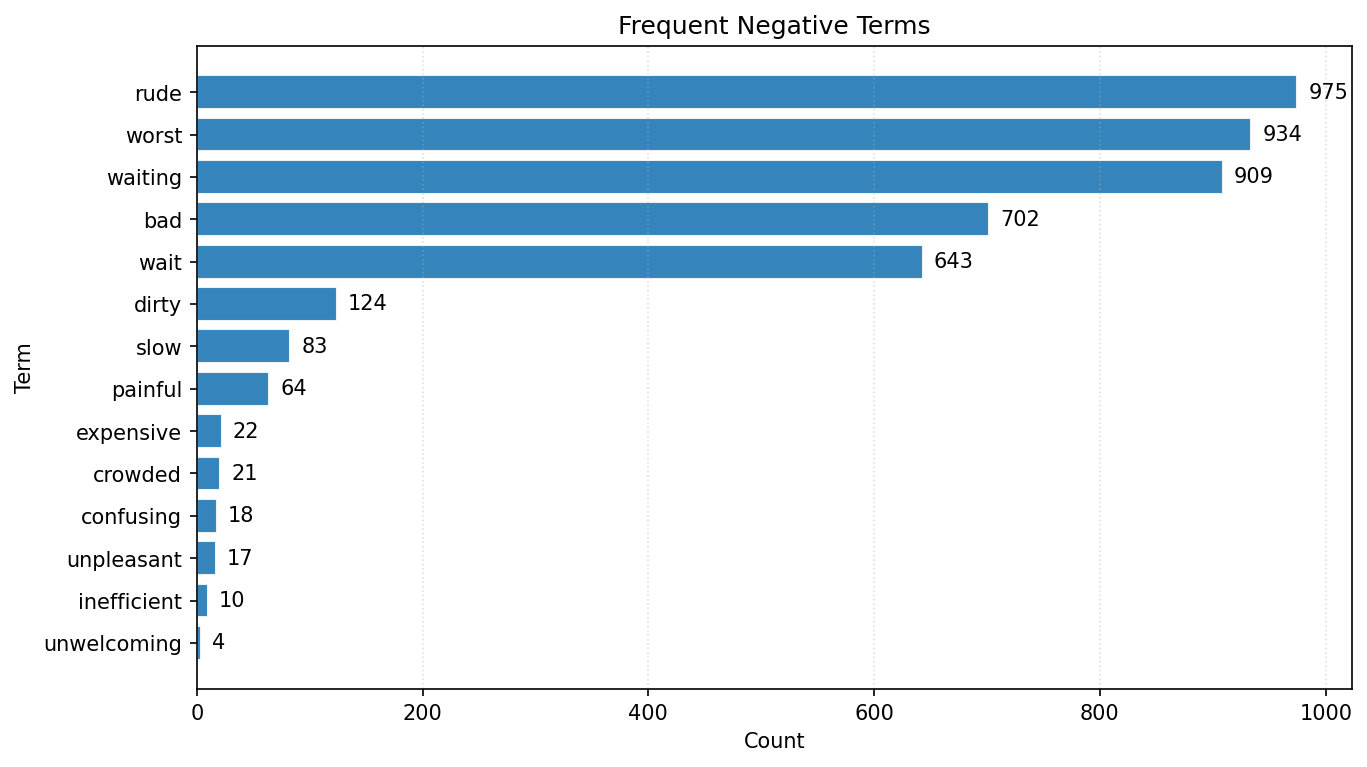 Frequent Negative Terms
rude 975
worst 934
waiting 909
bad 702
wait 643
dirty 124
slow 83
painful 64
expensive 22
crowded 21
confusing 18
unpleasant 17
inefficient 10
unwelcoming 4
Term
0 200 400 600 800 1000
Count